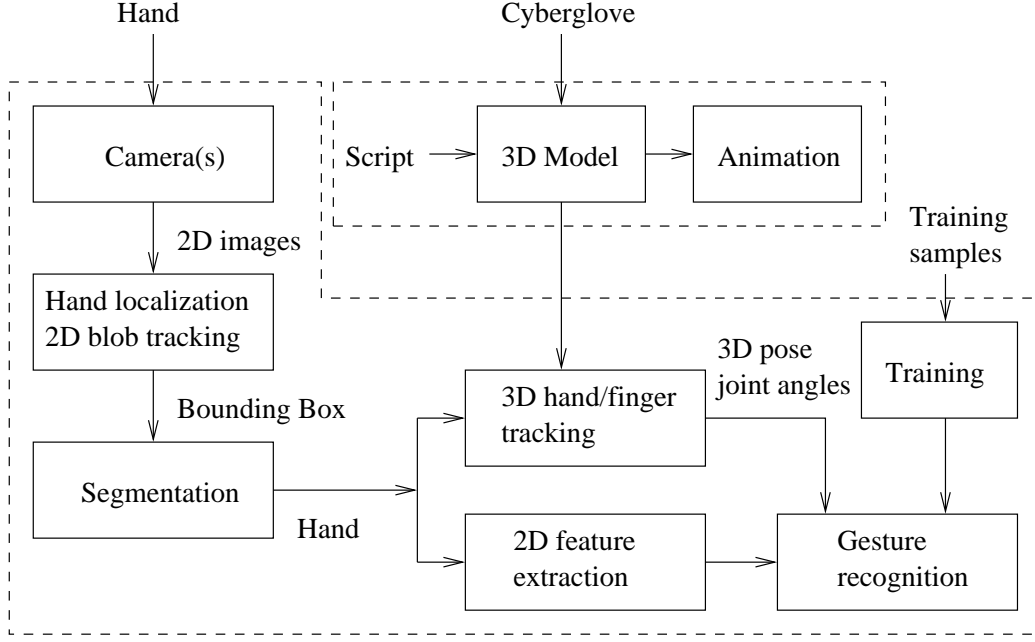 Hand
Cyberglove
Camera(s)
Script
3D Model
Animation
2D images
Training
samples
Hand localization
2D blob tracking
3D pose
joint angles
Training
Bounding Box
3D hand/finger
tracking
Segmentation
Hand
2D feature
extraction
Gesture
recognition